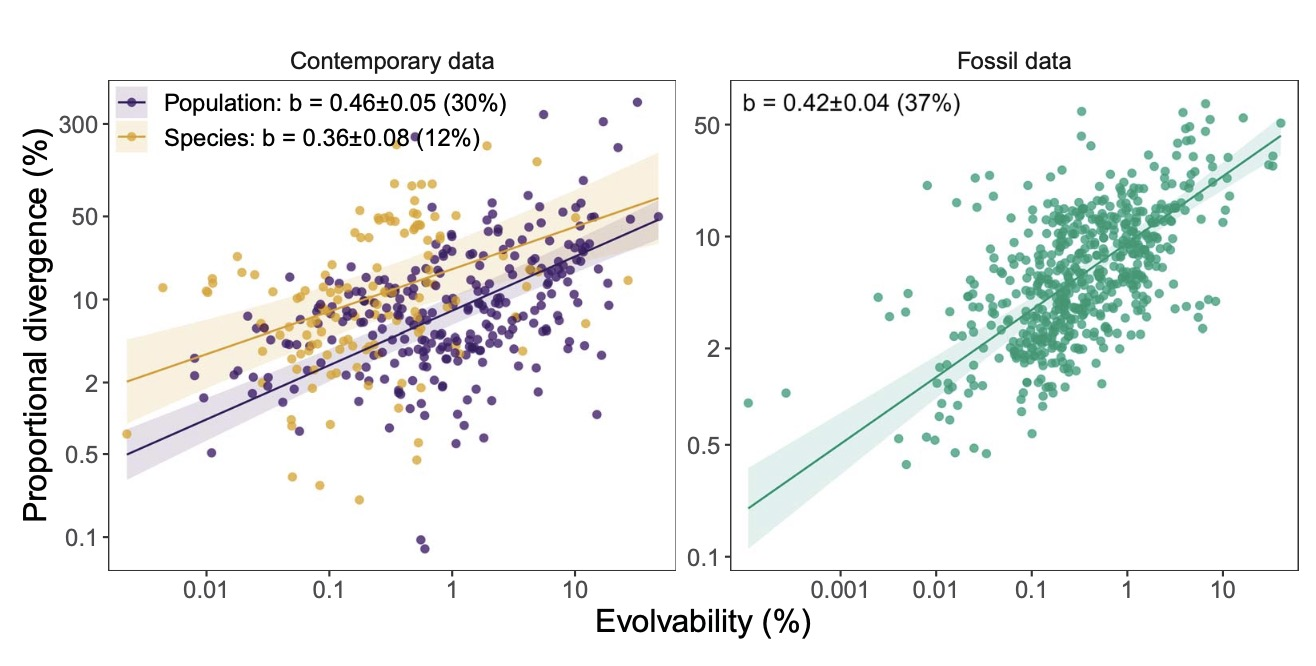 Contemporary data
Fossil data
Population: b = 0.46±0.05 (30%)
Species: b = 0.36±0.08 (12%)
b = 0.42±0.04 (37%)
Proportional divergence (%)
300
50
10
2
0.5
0.1
0.01
0.1
1
10
50
10
2
0.5
0.1
0.001
0.01
0.1
1
10
Evolvability (%)